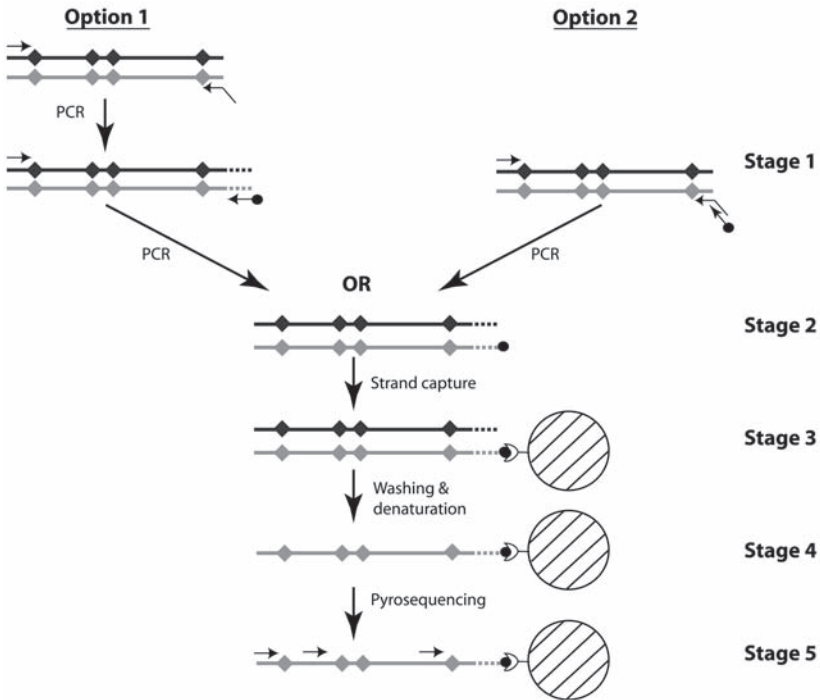 Option 1
Option 2
PCR
Stage 1
PCR
PCR
OR
Stage 2
Strand capture
Stage 3
Washing &
denaturation
Stage 4
Pyrosequencing
Stage 5